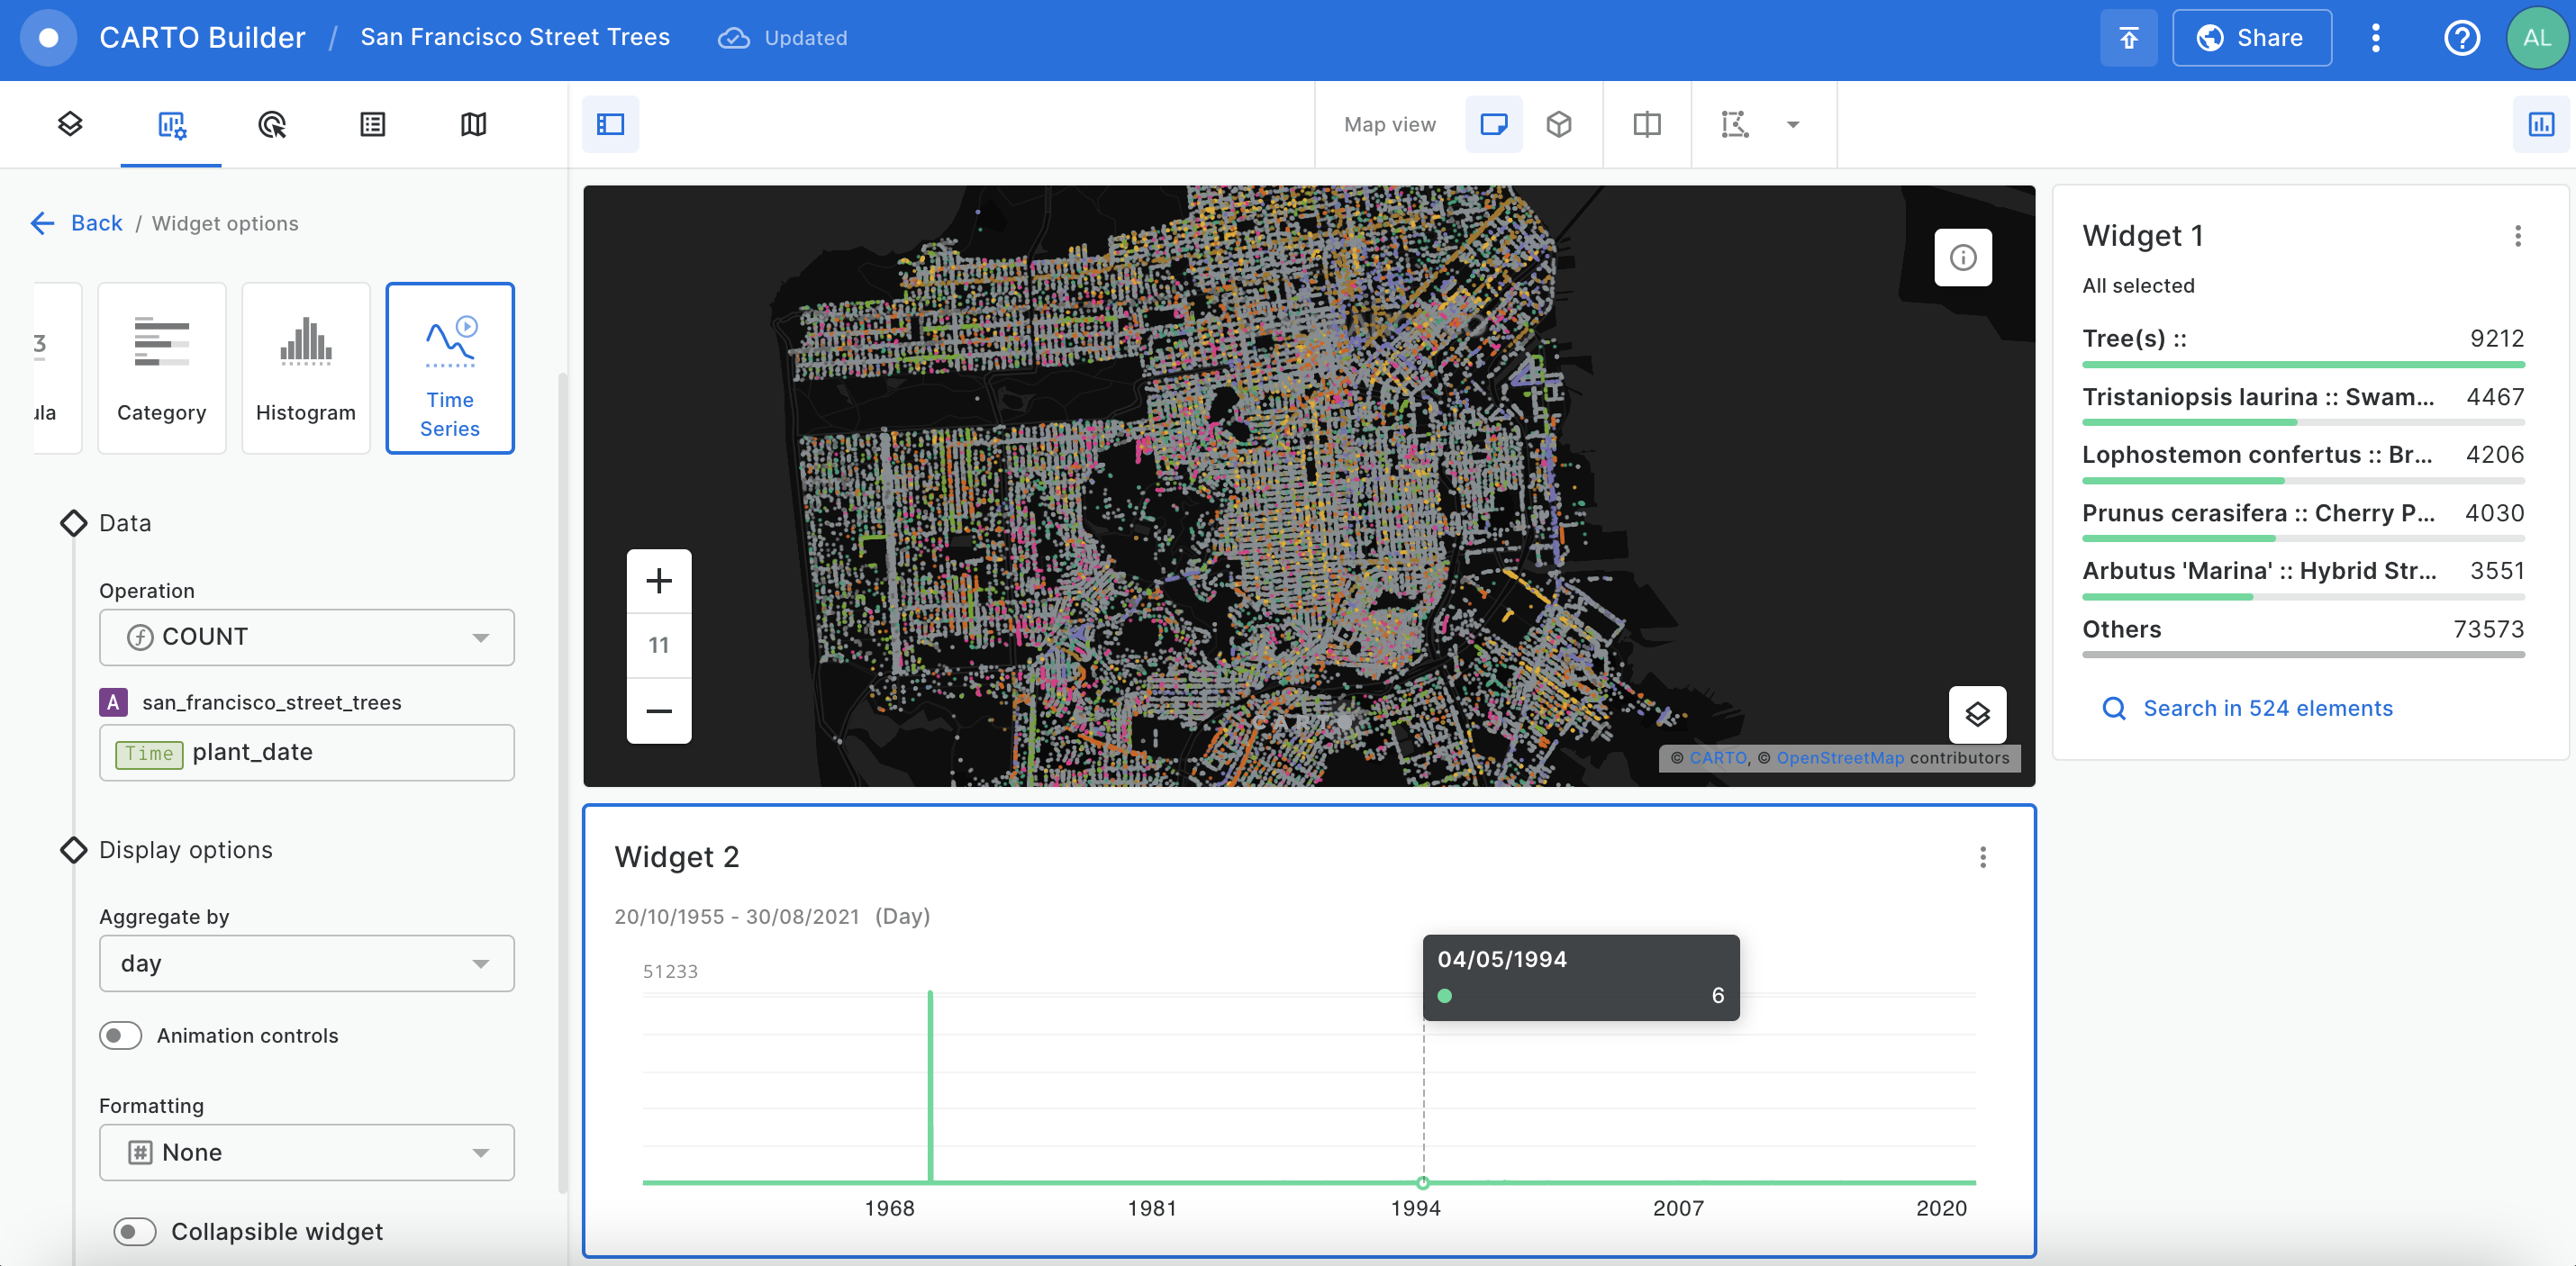 CARTO Builder / San Francisco Street Trees Updated
Share
AL
Map view
Back / Widget options
3
ula
Category
Histogram
Time
Series
Data
Operation
COUNT
A san_francisco_street_trees
Time plant_date
Display options
Aggregate by
day
Animation controls
Formatting
# None
Collapsible widget
+
11
−
CARTO
© CARTO, © OpenStreetMap contributors
Widget 2
20/10/1955 - 30/08/2021 (Day)
51233
04/05/1994
6
1968 1981 1994 2007 2020
Widget 1
All selected
Tree(s) :: 9212
Tristaniopsis laurina :: Swam... 4467
Lophostemon confertus :: Br... 4206
Prunus cerasifera :: Cherry P... 4030
Arbutus 'Marina' :: Hybrid Str... 3551
Others 73573
Search in 524 elements